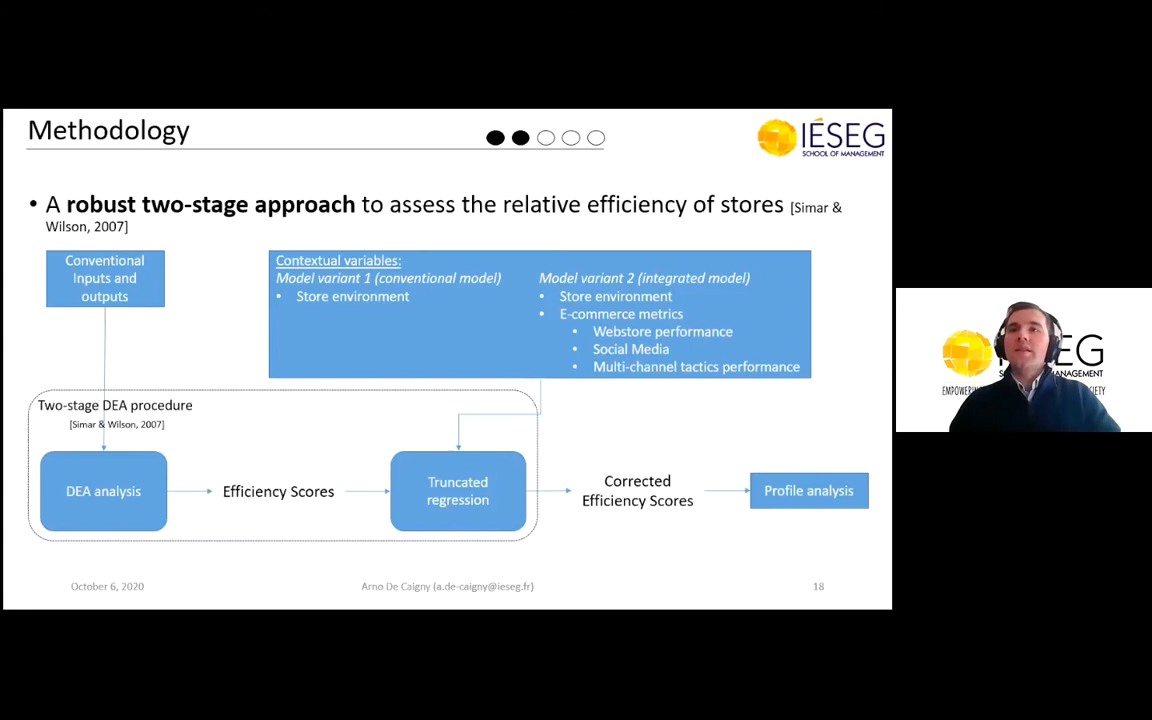 Methodology
IÉSEG
SCHOOL OF MANAGEMENT
• A robust two-stage approach to assess the relative efficiency of stores [Simar &
Wilson, 2007]
Conventional
Inputs and
outputs
Contextual variables:
Model variant 1 (conventional model)
• Store environment
Model variant 2 (integrated model)
• Store environment
• E-commerce metrics
• Webstore performance
• Social Media
• Multi-channel tactics performance
Two-stage DEA procedure
[Simar & Wilson, 2007]
DEA analysis
Efficiency Scores
Truncated
regression
Corrected
Efficiency Scores
Profile analysis
October 6, 2020
Arno De Caigny (a.de-caigny@ieseg.fr)
18